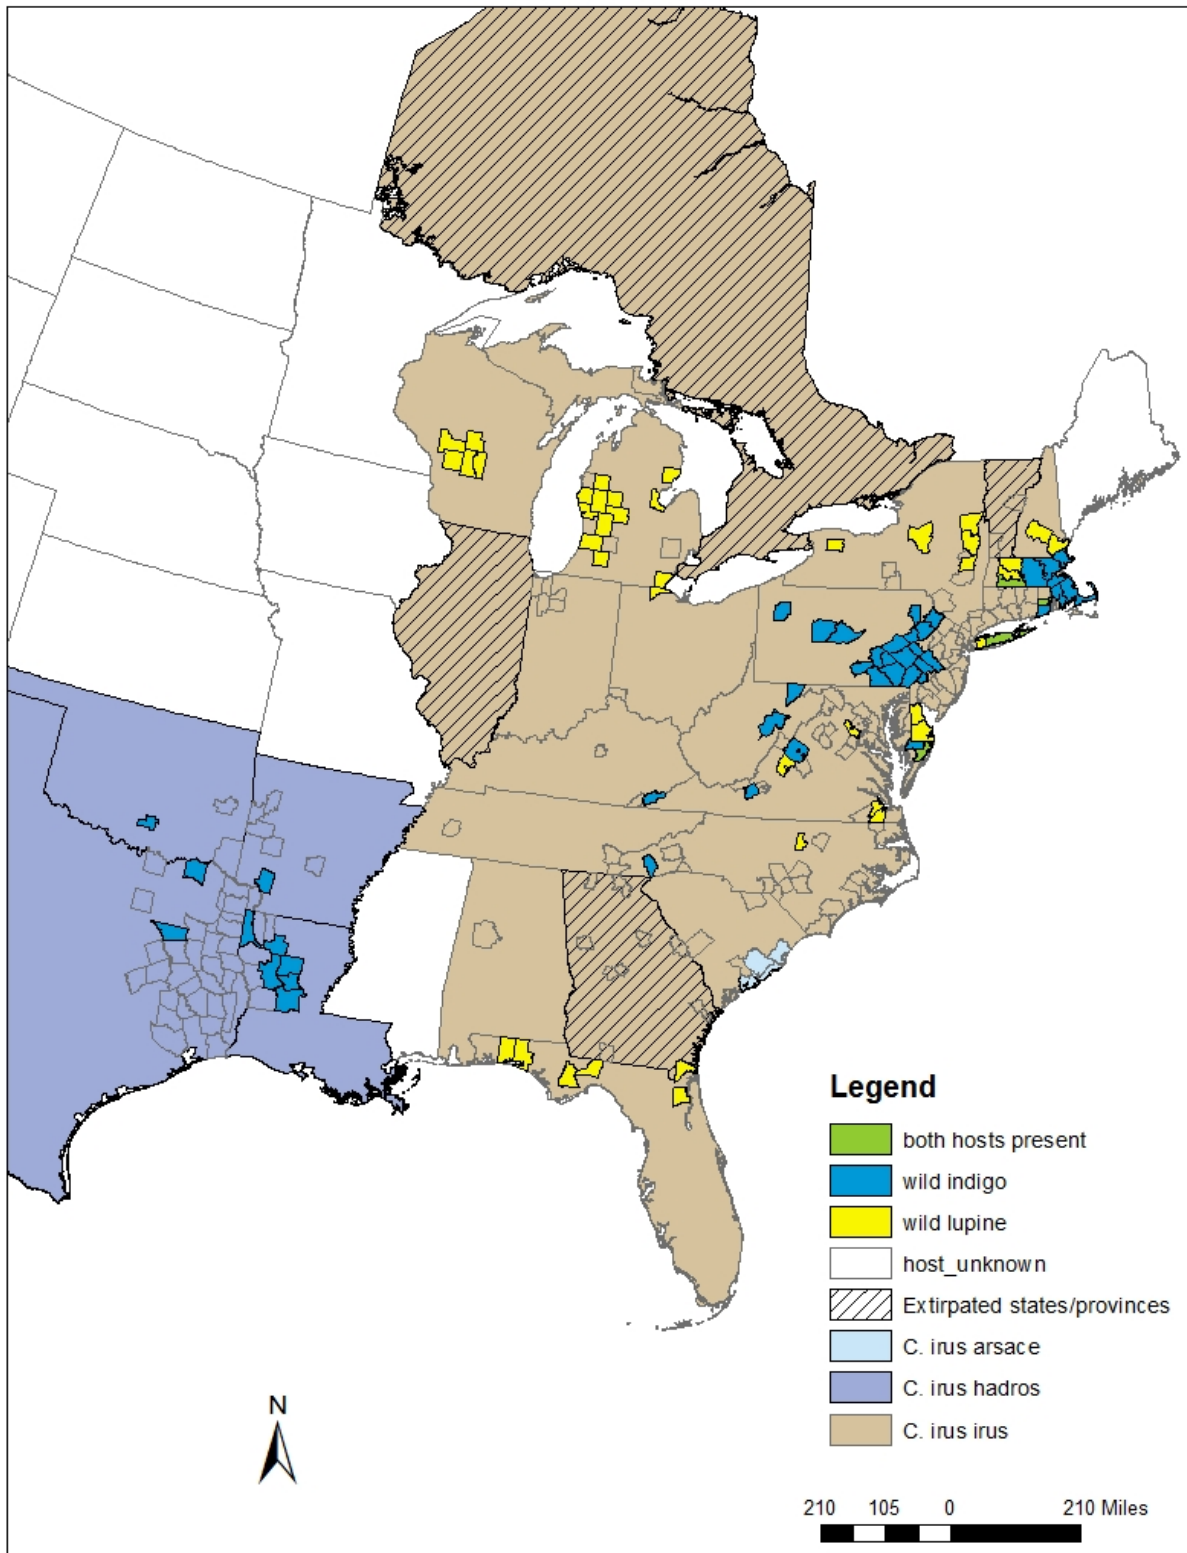 Legend
both hosts present
wild indigo
wild lupine
host_unknown
Extirpated states/provinces
C. irus arsace
C. irus hadros
C. irus irus
N
210 105 0 210 Miles